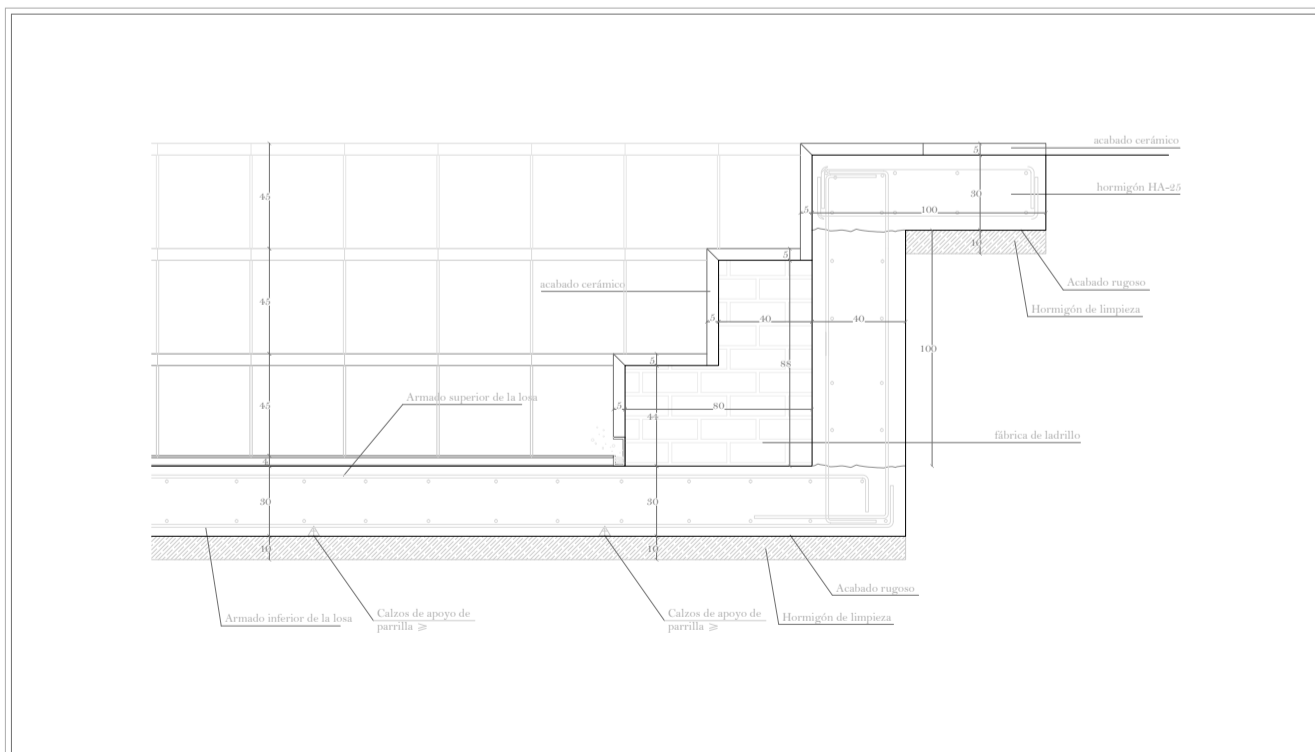 acabado cerámico
5
45
hormigón HA-25
30
5
100
10
5
Acabado rugoso
acabado cerámico
Hormigón de limpieza
45
5
40
40
100
5
88
Armado superior de la losa
45
5
80
44
fábrica de ladrillo
4
30
30
10
10
Acabado rugoso
Armado inferior de la losa
Calzos de apoyo de
parrilla ≥
Calzos de apoyo de
parrilla ≥
Hormigón de limpieza